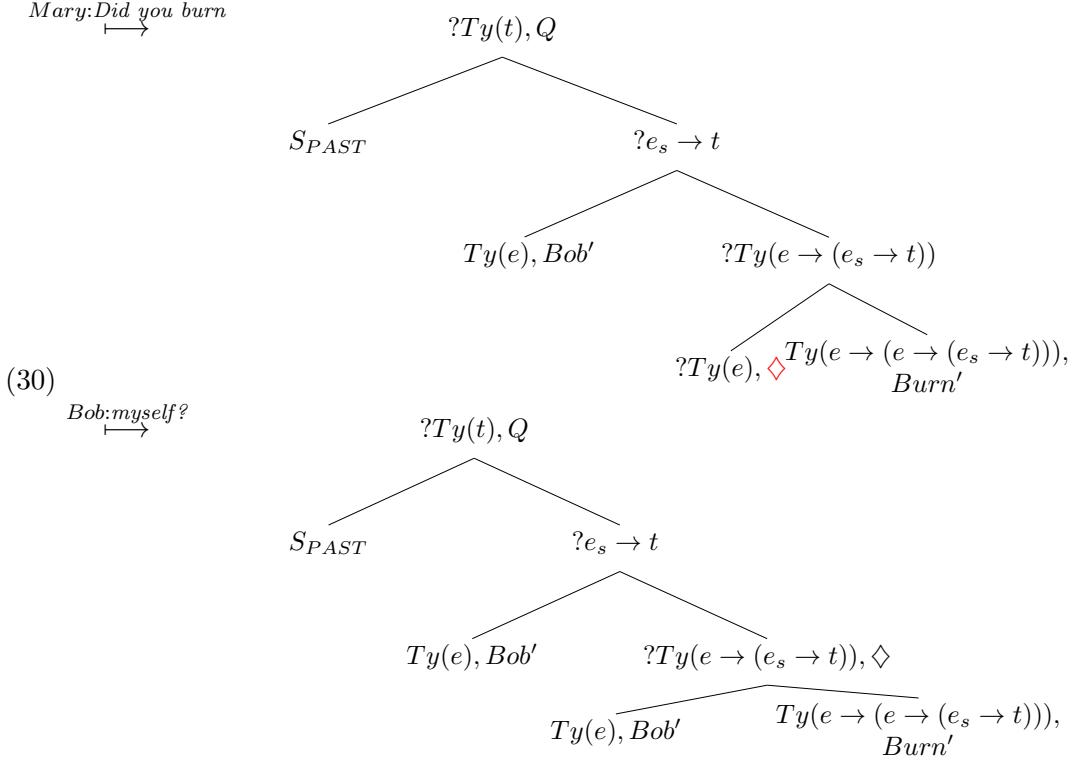 Mary:Did you burn
⟼
?Ty(t), Q
S_PAST ?e_s → t
Ty(e), Bob′ ?Ty(e → (e_s → t))
?Ty(e), ♢ Ty(e → (e → (e_s → t))),
Burn′
(30)
Bob:myself?
⟼
?Ty(t), Q
S_PAST ?e_s → t
Ty(e), Bob′ ?Ty(e → (e_s → t)), ♢
Ty(e), Bob′ Ty(e → (e → (e_s → t))),
Burn′